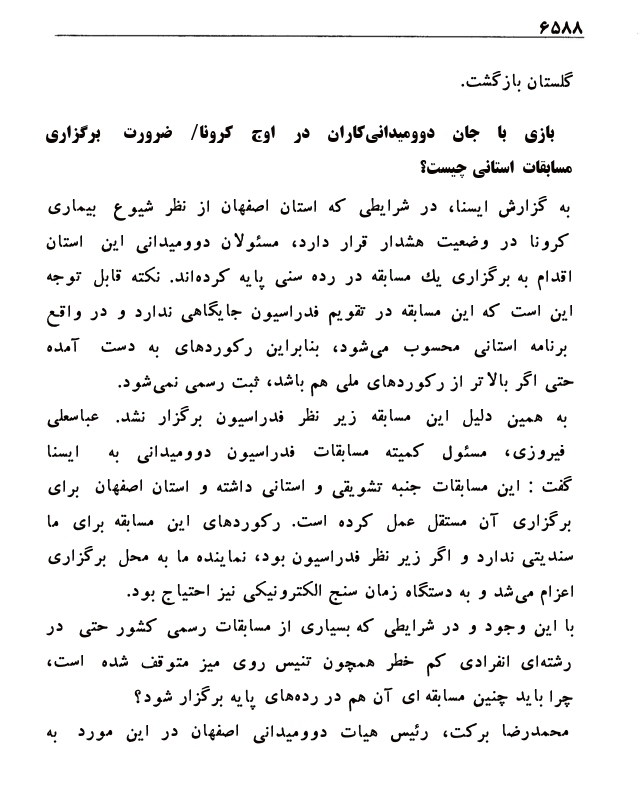 ۶۵۸۸
گلستان بازگشت.
بازی با جان دوومیدانی‌کاران در اوج کرونا/ ضرورت برگزاری
مسابقات استانی چیست؟
به گزارش ایسنا، در شرایطی که استان اصفهان از نظر شیوع بیماری
کرونا در وضعیت هشدار قرار دارد، مسئولان دوومیدانی این استان
اقدام به برگزاری یك مسابقه در رده سنی پایه کرده‌اند. نکته قابل توجه
این است که این مسابقه در تقویم فدراسیون جایگاهی ندارد و در واقع
برنامه استانی محسوب می‌شود، بنابراین رکوردهای به دست آمده
حتی اگر بالاتر از رکوردهای ملی هم باشد، ثبت رسمی نمی‌شود.
به همین دلیل این مسابقه زیر نظر فدراسیون برگزار نشد. عباسعلی
فیروزی، مسئول کمیته مسابقات فدراسیون دوومیدانی به ایسنا
گفت : این مسابقات جنبه تشویقی و استانی داشته و استان اصفهان برای
برگزاری آن مستقل عمل کرده است. رکوردهای این مسابقه برای ما
سندیتی ندارد و اگر زیر نظر فدراسیون بود، نماینده ما به محل برگزاری
اعزام می‌شد و به دستگاه زمان سنج الکترونیکی نیز احتیاج بود.
با این وجود و در شرایطی که بسیاری از مسابقات رسمی کشور حتی در
رشته‌ای انفرادی کم خطر همچون تنیس روی میز متوقف شده است،
چرا باید چنین مسابقه ای آن هم در رده‌های پایه برگزار شود؟
محمدرضا برکت، رئیس هیات دوومیدانی اصفهان در این مورد به